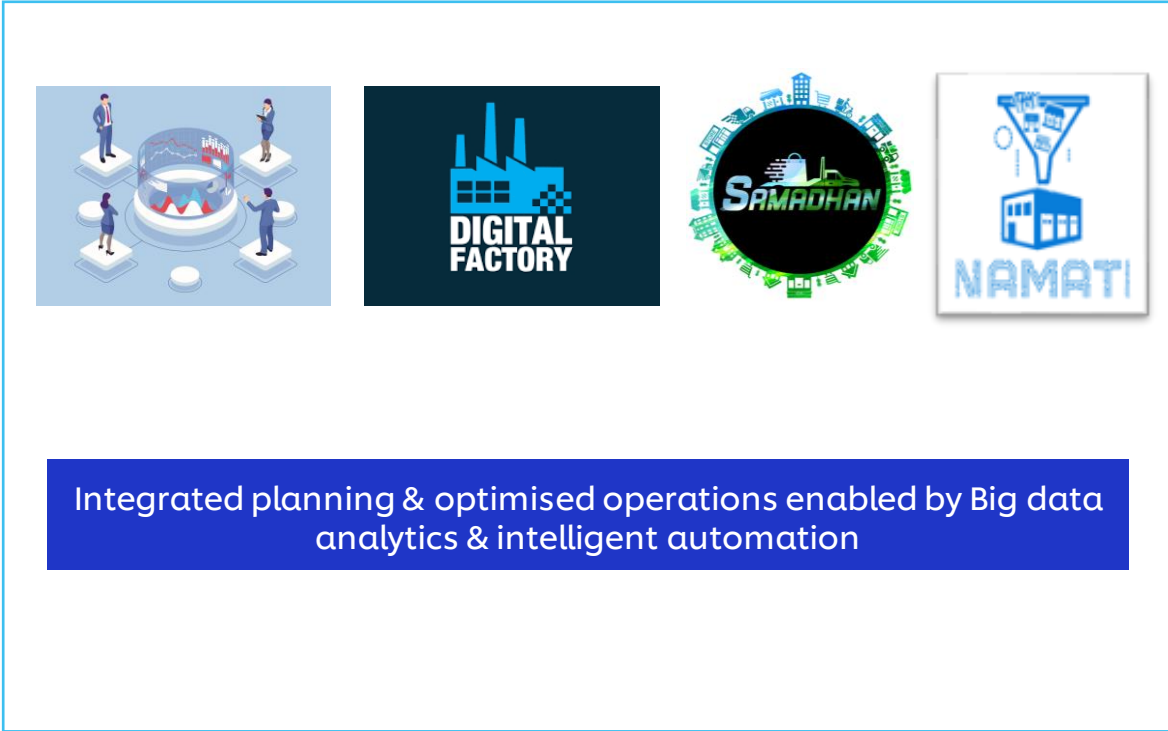 DIGITAL
FACTORY
SAMADHAN
NAMATI
Integrated planning & optimised operations enabled by Big data
analytics & intelligent automation